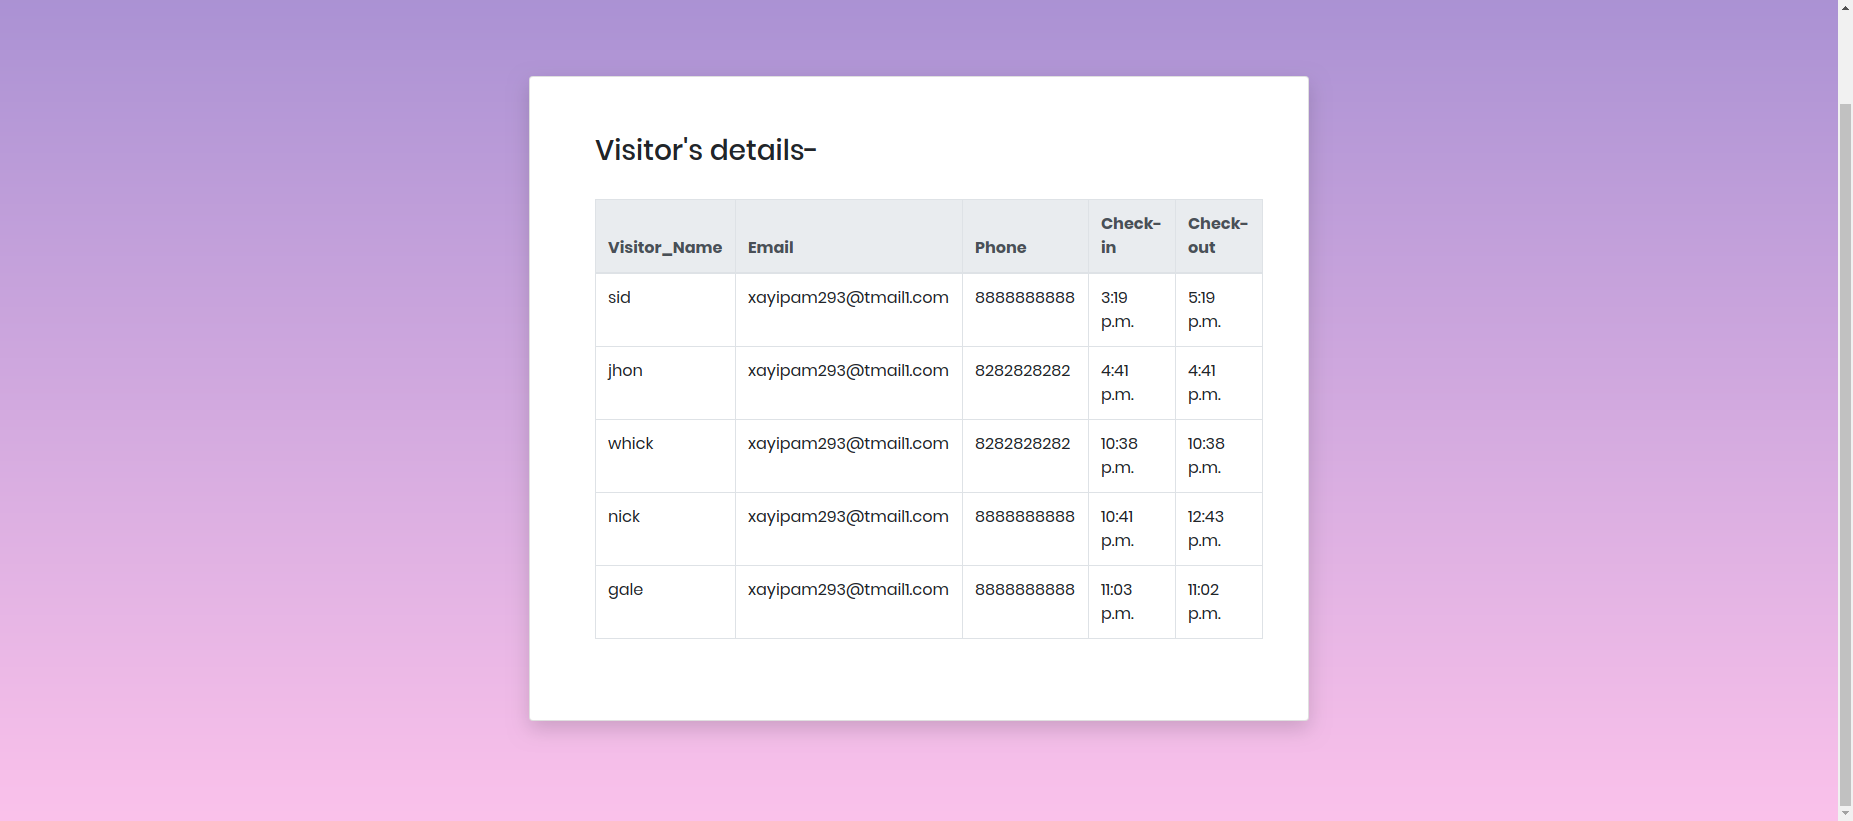 Visitor's details-
Visitor_Name Email Phone Check-in Check-out
sid xayipam293@tmail1.com 8888888888 3:19 p.m. 5:19 p.m.
jhon xayipam293@tmail1.com 8282828282 4:41 p.m. 4:41 p.m.
whick xayipam293@tmail1.com 8282828282 10:38 p.m. 10:38 p.m.
nick xayipam293@tmail1.com 8888888888 10:41 p.m. 12:43 p.m.
gale xayipam293@tmail1.com 8888888888 11:03 p.m. 11:02 p.m.